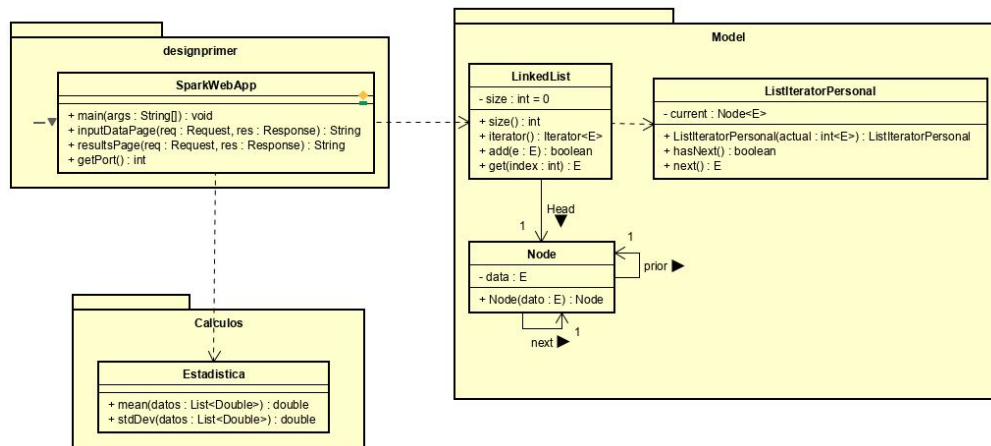 designprimer
SparkWebApp
+ main(args : String[]) : void
+ inputDataPage(req : Request, res : Response) : String
+ resultsPage(req : Request, res : Response) : String
+ getPort() : int
Model
LinkedList
- size : int = 0
+ size() : int
+ iterator() : Iterator<E>
+ add(e : E) : boolean
+ get(index : int) : E
ListIteratorPersonal
- current : Node<E>
+ ListIteratorPersonal(actual : int<E>) : ListIteratorPersonal
+ hasNext() : boolean
+ next() : E
Head
1
Node
- data : E
+ Node(dato : E) : Node
1
prior
1
next
Calculos
Estadistica
+ mean(datos : List<Double>) : double
+ stdDev(datos : List<Double>) : double